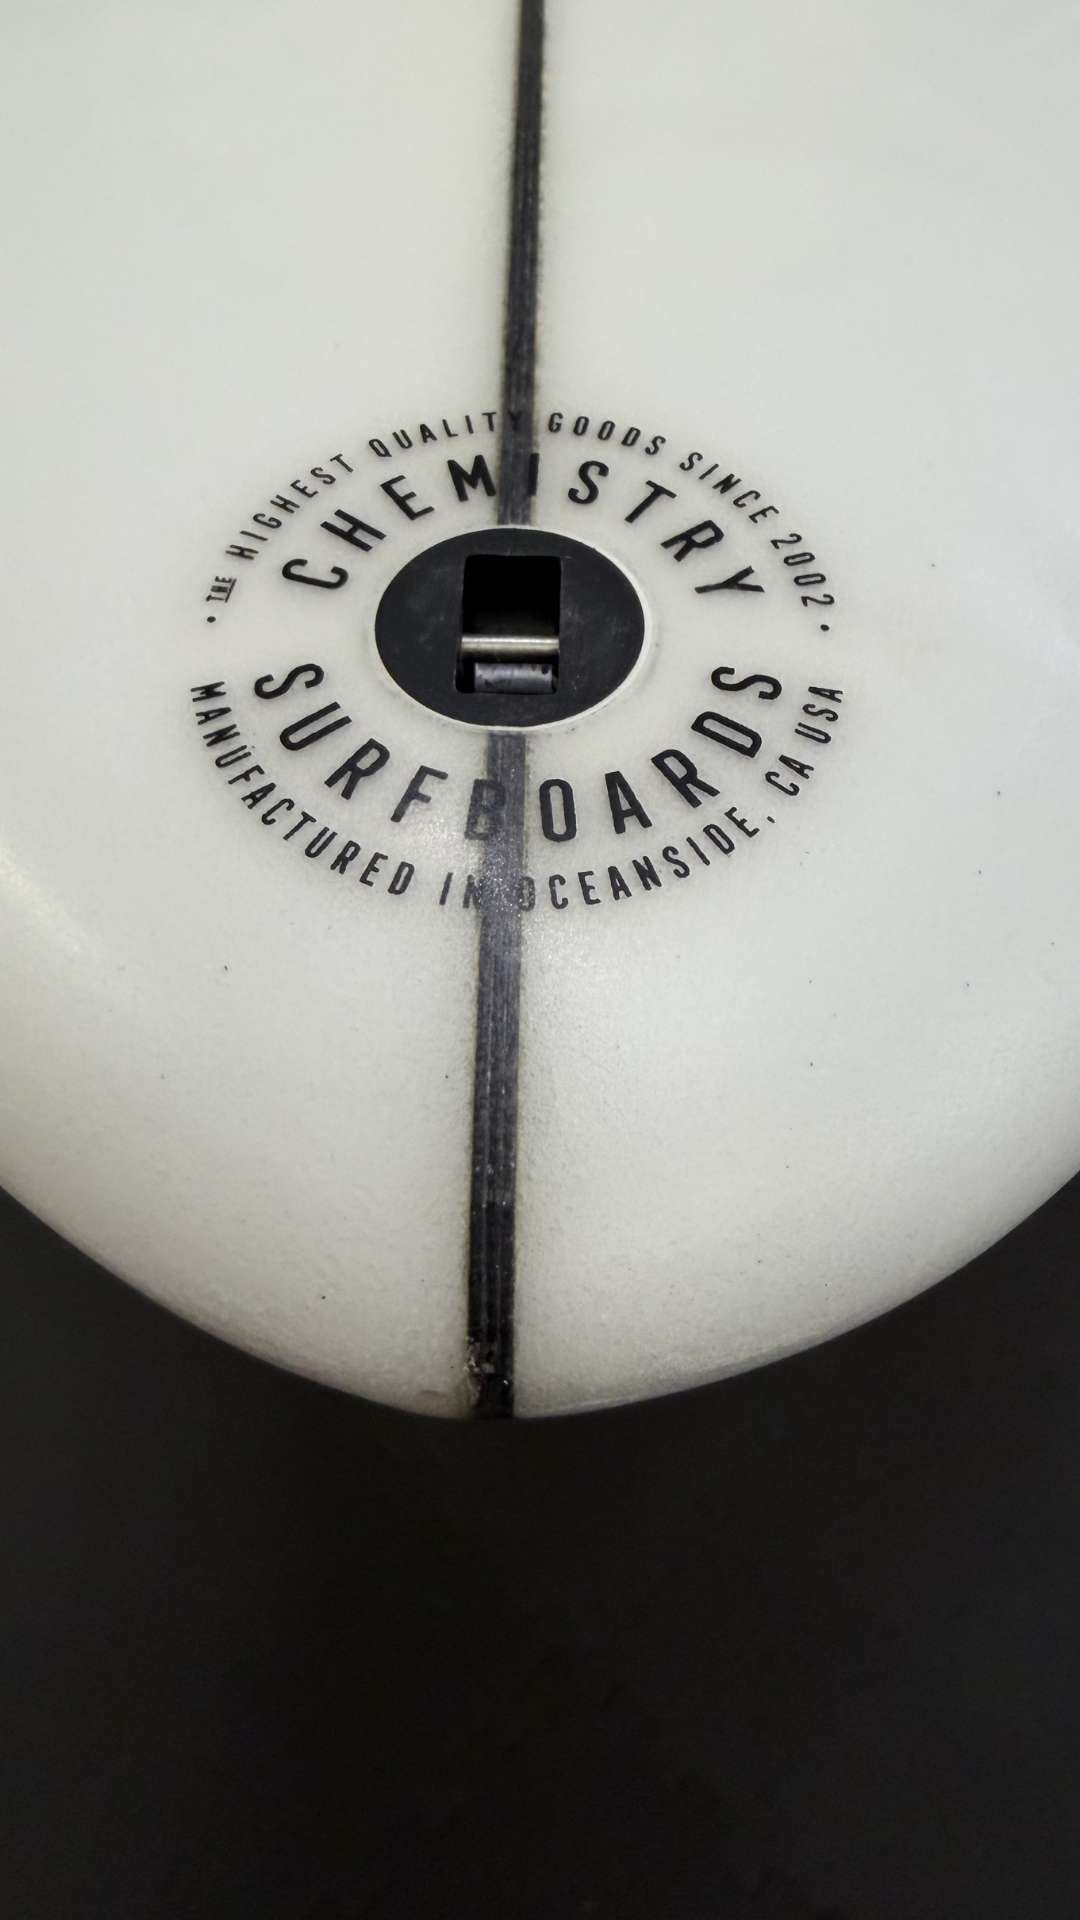 · THE HIGHEST QUALITY GOODS SINCE 2002 ·
CHEMISTRY
SURFBOARDS
MANUFACTURED IN OCEANSIDE, CA USA